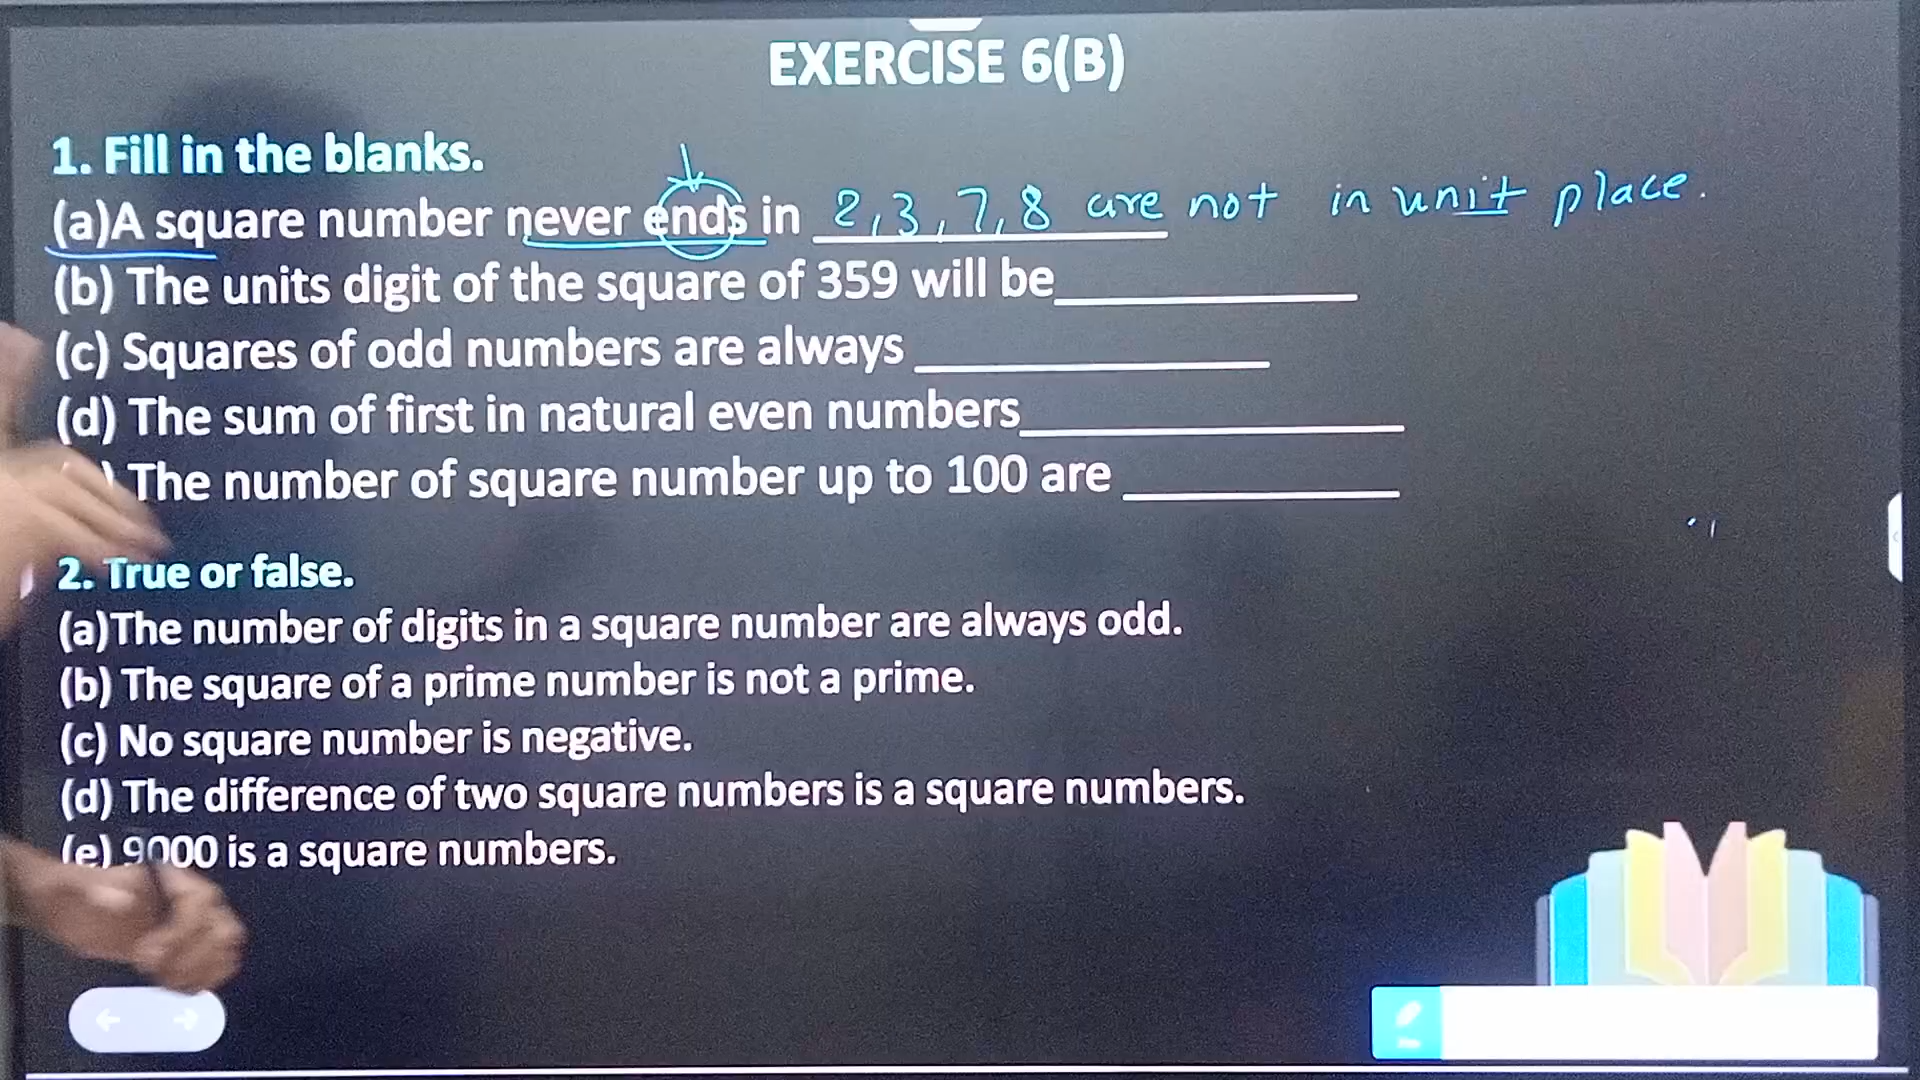 EXERCISE 6(B)
1. Fill in the blanks.
(a)A square number never ends in 2,3,7,8 are not in unit place.
(b) The units digit of the square of 359 will be
(c) Squares of odd numbers are always
(d) The sum of first in natural even numbers
) The number of square number up to 100 are
2. True or false.
(a)The number of digits in a square number are always odd.
(b) The square of a prime number is not a prime.
(c) No square number is negative.
(d) The difference of two square numbers is a square numbers.
(e) 9000 is a square numbers.